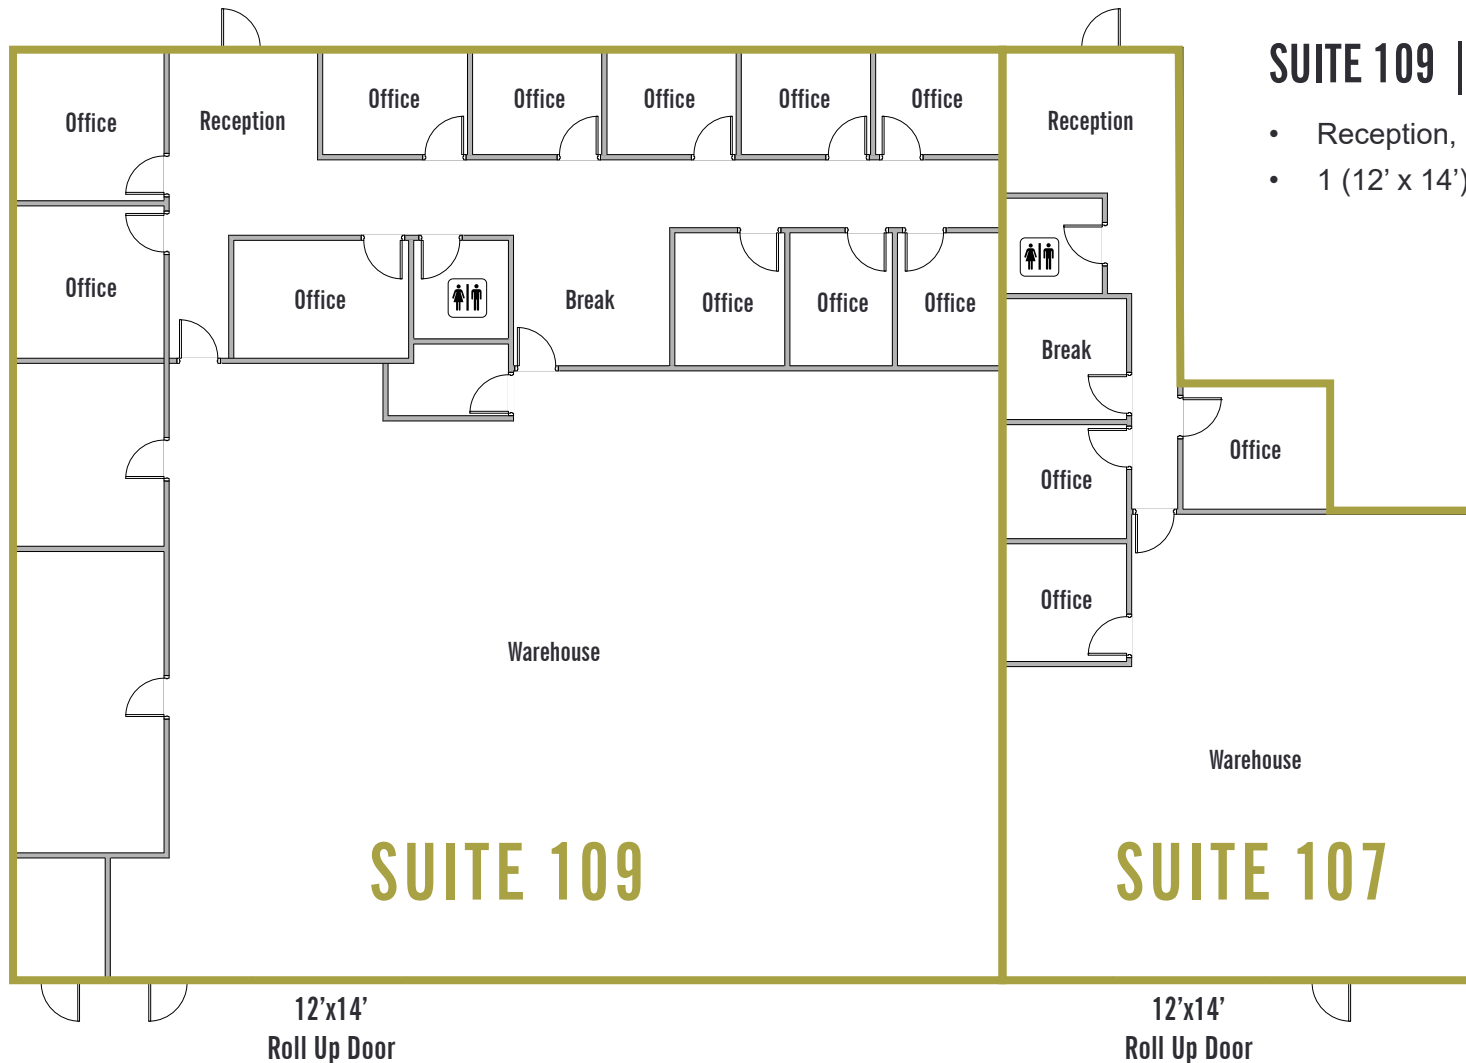 SUITE 109 |
• Reception,
• 1 (12’ x 14’)
Office
Reception
Office
Office
Office
Office
Office
Reception
Office
Office
Break
Office
Office
Office
Break
Office
Office
Office
Warehouse
Warehouse
SUITE 109
SUITE 107
12’x14’
Roll Up Door
12’x14’
Roll Up Door